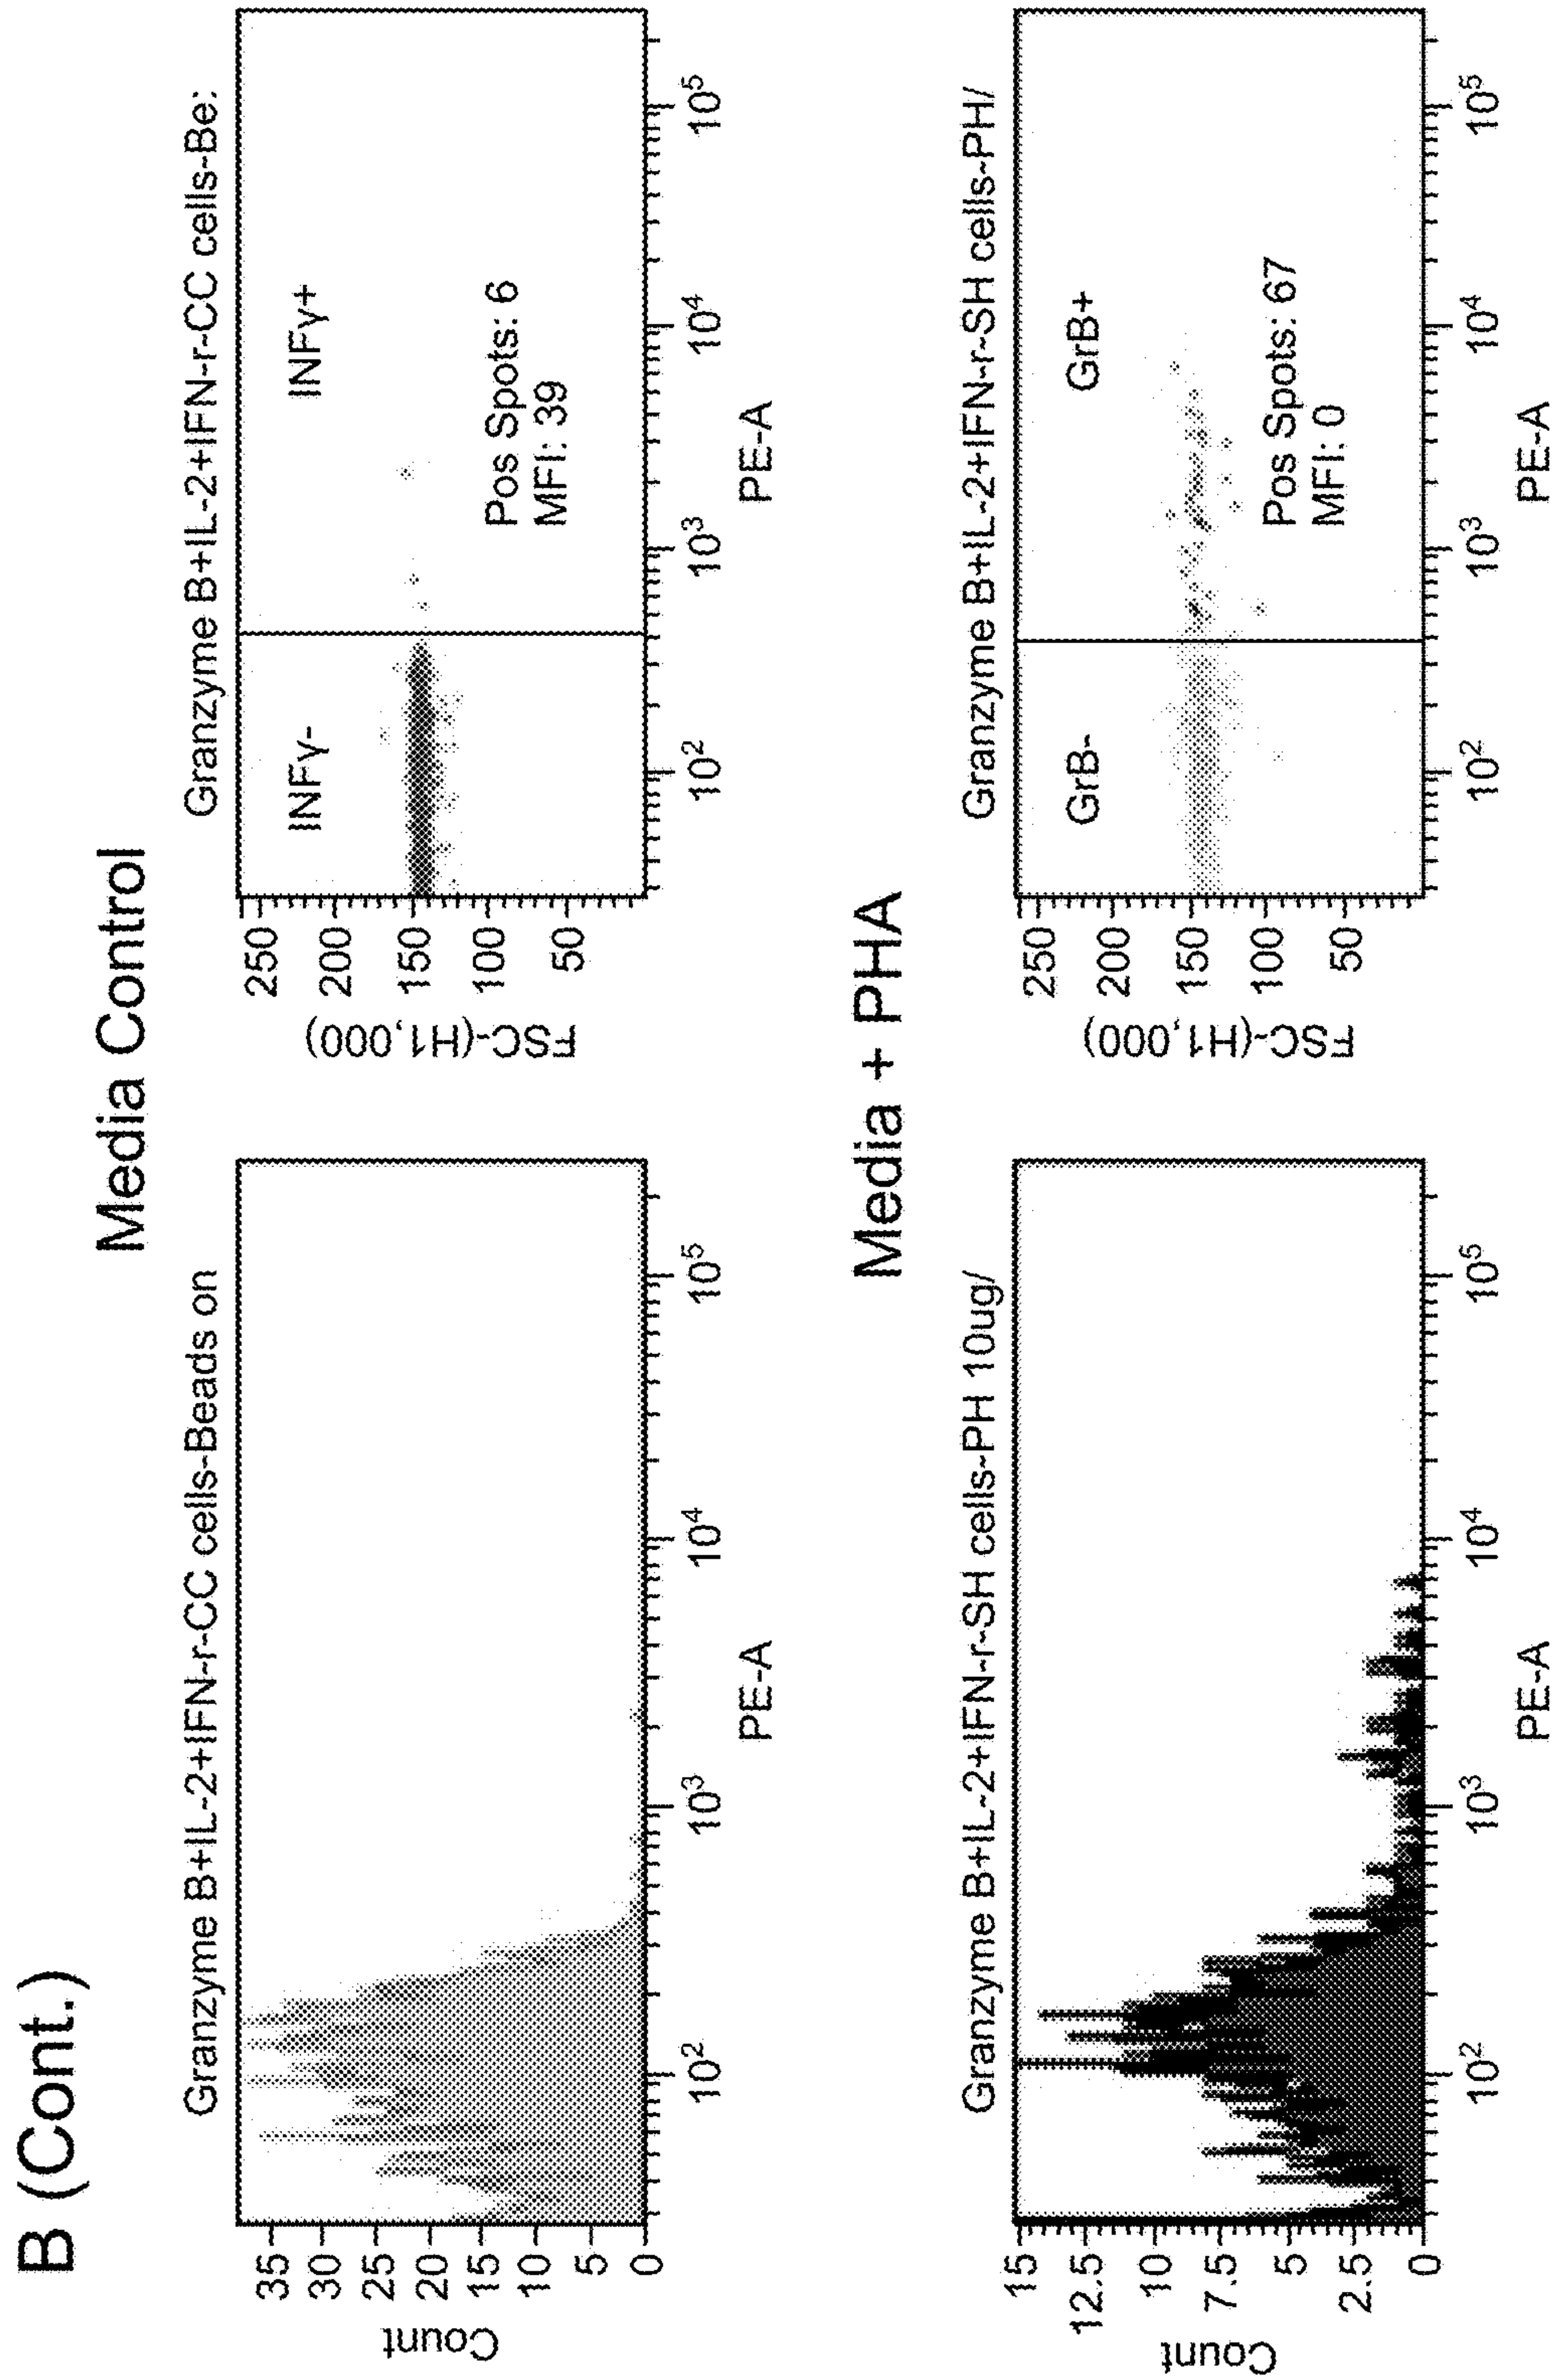 B (Cont.)
Media Control
Granzyme B+IL-2+IFN-r-CC cells-Beads on
Count
35
30
25
20
15
10
5
0
10²
10³
10⁴
10⁵
PE-A
Granzyme B+IL-2+IFN-r-CC cells-Be:
FSC-(H1,000)
250
200
150
100
50
INFγ-
INFγ+
Pos Spots: 6
MFI: 39
10²
10³
10⁴
10⁵
PE-A
Media + PHA
Granzyme B+IL-2+IFN-r-SH cells-PH 10ug/
Count
15
12.5
10
7.5
5
2.5
0
10²
10³
10⁴
10⁵
PE-A
Granzyme B+IL-2+IFN-r-SH cells-PH/
FSC-(H1,000)
250
200
150
100
50
GrB-
GrB+
Pos Spots: 67
MFI: 0
10²
10³
10⁴
10⁵
PE-A